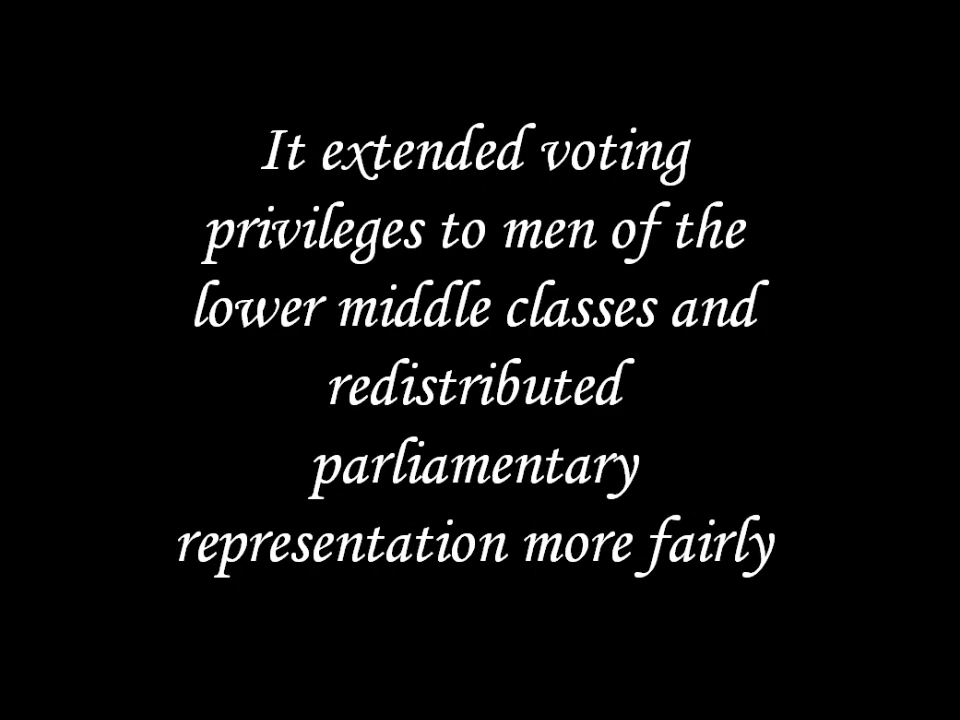 It extended voting
privileges to men of the
lower middle classes and
redistributed
parliamentary
representation more fairly